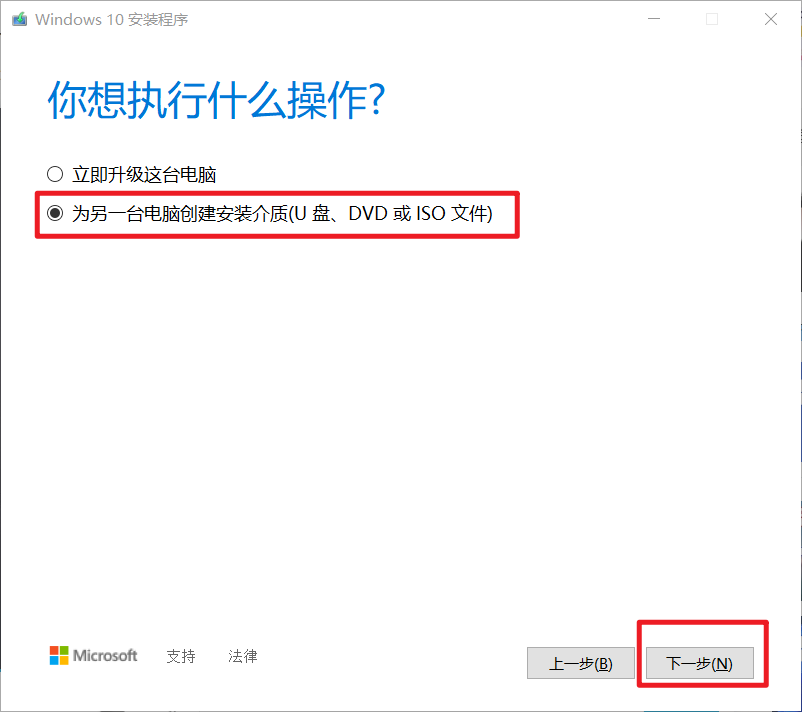 Windows 10 安装程序
你想执行什么操作?
立即升级这台电脑
为另一台电脑创建安装介质(U 盘、DVD 或 ISO 文件)
Microsoft 支持 法律 上一步(B) 下一步(N)